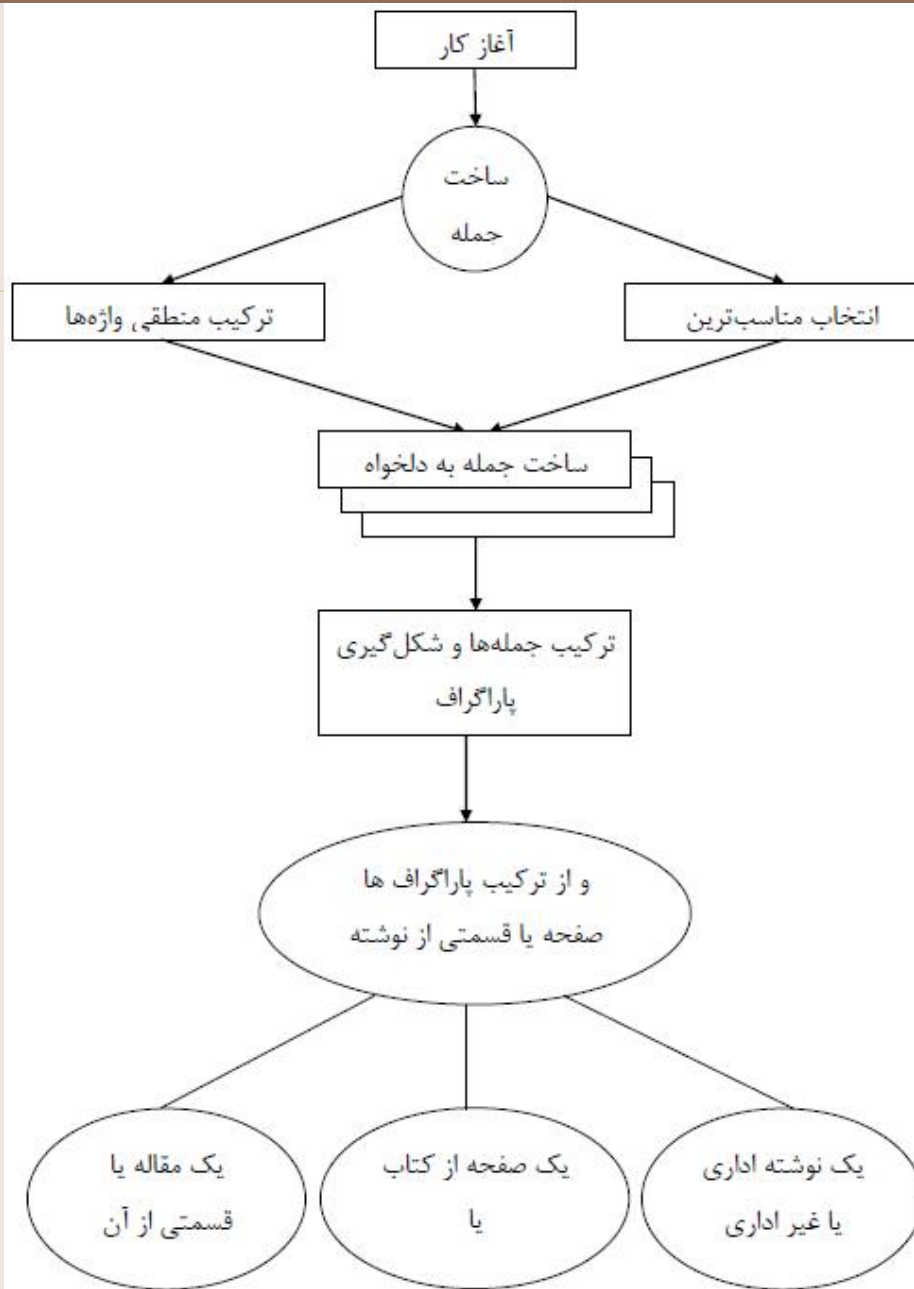 آغاز کار
ساخت
جمله
انتخاب مناسب‌ترین
ترکیب منطقی واژه‌ها
ساخت جمله به دلخواه
ترکیب جمله‌ها و شکل‌گیری
پاراگراف
و از ترکیب پاراگراف ها
صفحه یا قسمتی از نوشته
یک نوشته اداری
یا غیر اداری
یک صفحه از کتاب
یا
یک مقاله یا
قسمتی از آن